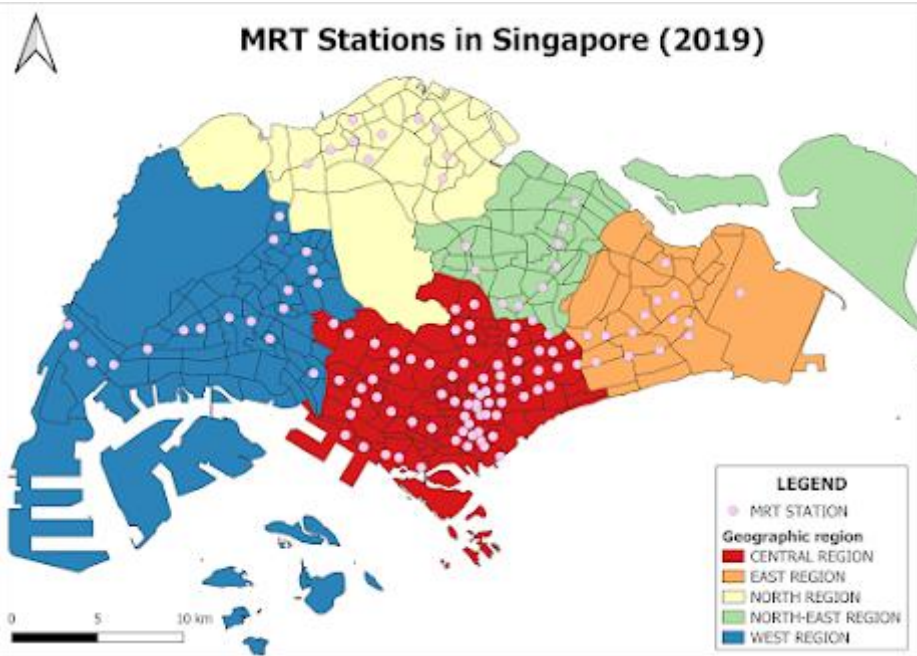 MRT Stations in Singapore (2019)
LEGEND
MRT STATION
Geographic region
CENTRAL REGION
EAST REGION
NORTH REGION
NORTH-EAST REGION
WEST REGION
0 5 10 km